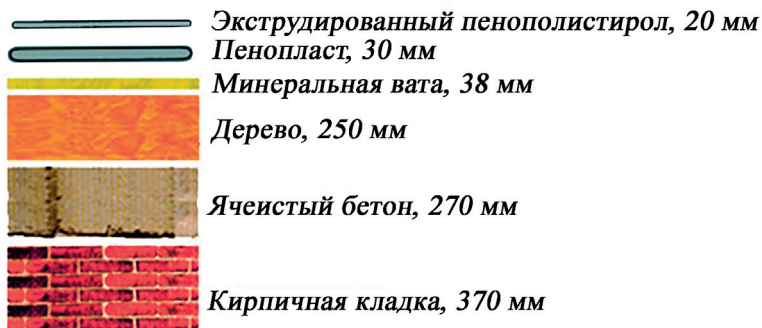 Экструдированный пенополистирол, 20 мм
Пенопласт, 30 мм
Минеральная вата, 38 мм
Дерево, 250 мм
Ячеистый бетон, 270 мм
Кирпичная кладка, 370 мм